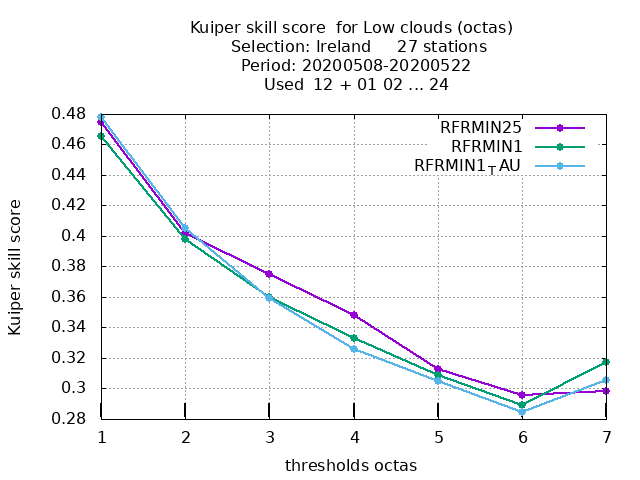 Kuiper skill score  for Low clouds (octas)
Selection: Ireland     27 stations
Period: 20200508-20200522
Used  12 + 01 02 ... 24
RFRMIN25
RFRMIN1
RFRMIN1TAU
Kuiper skill score
0.48
0.46
0.44
0.42
0.4
0.38
0.36
0.34
0.32
0.3
0.28
1 2 3 4 5 6 7
thresholds octas